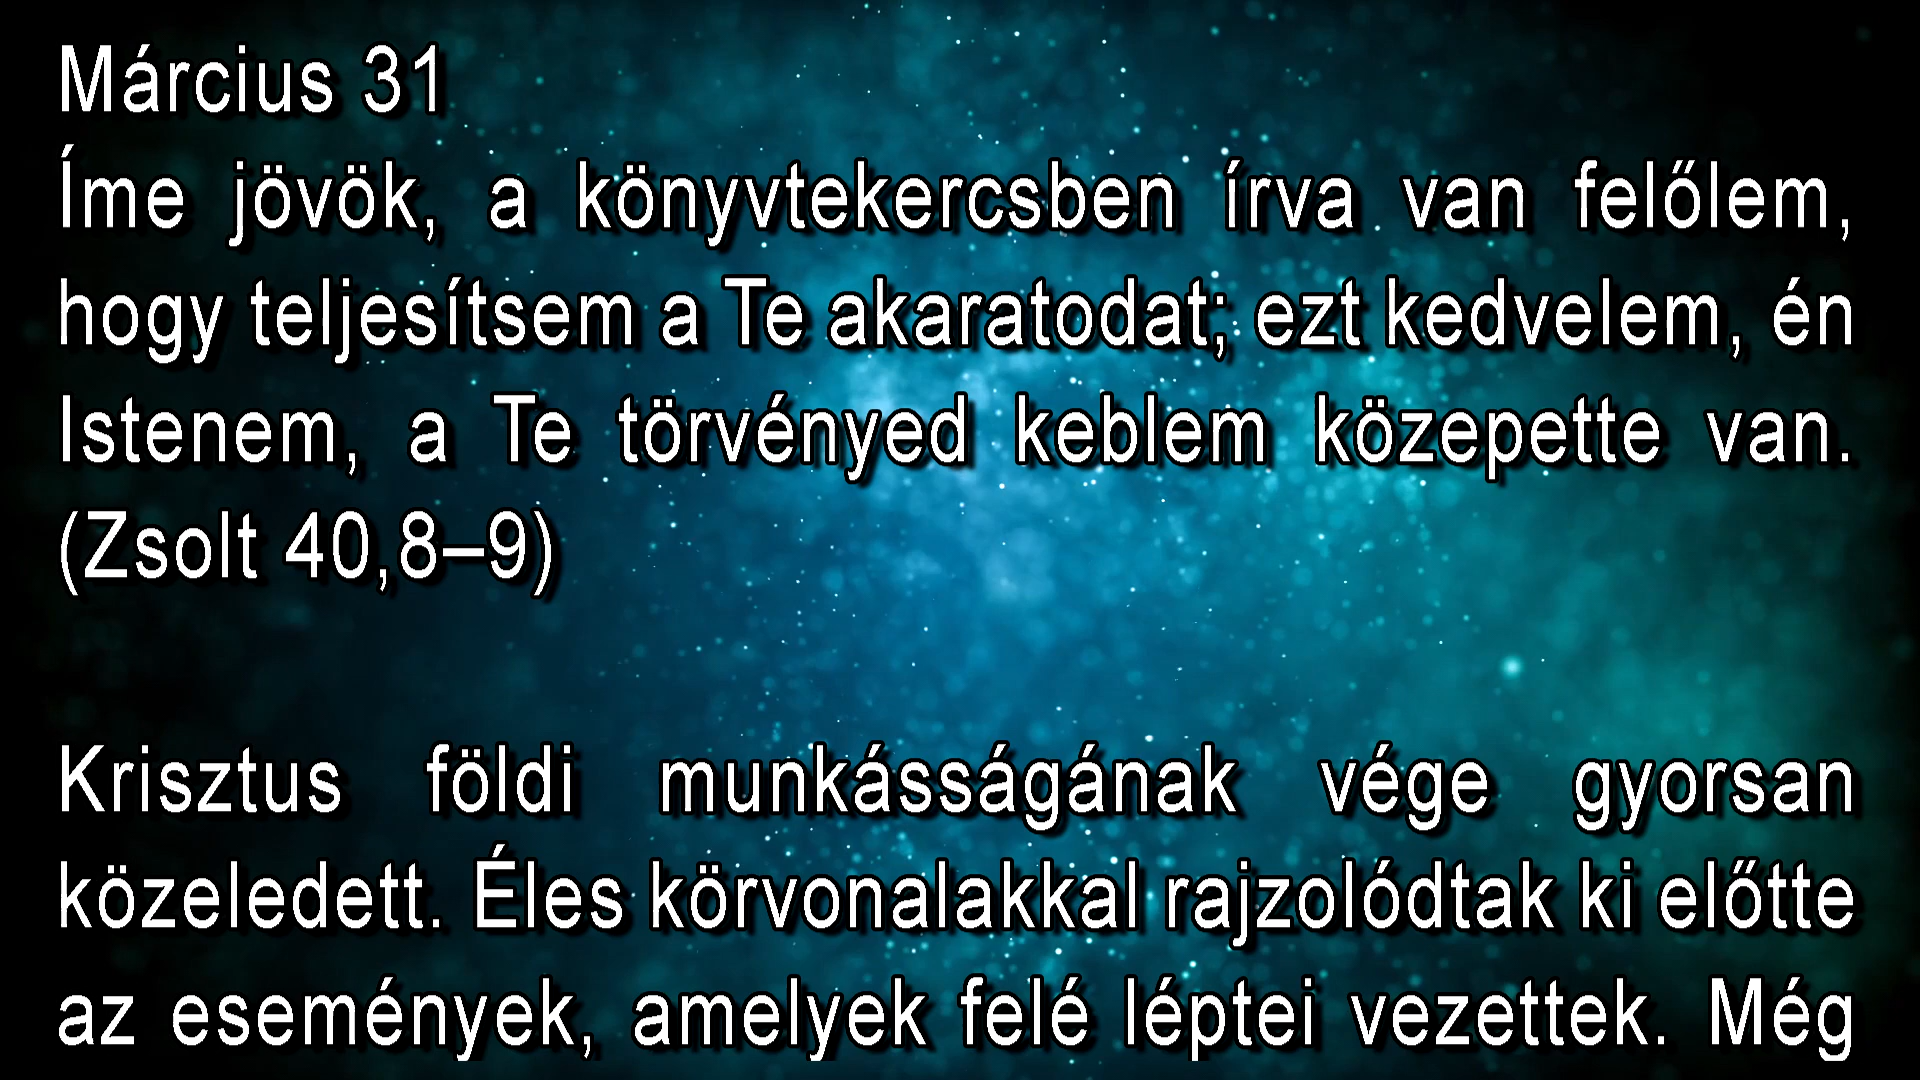 Március 31
Íme jövök, a könyvtekercsben írva van felőlem,
hogy teljesítsem a Te akaratodat; ezt kedvelem, én
Istenem, a Te törvényed keblem közepette van.
(Zsolt 40,8–9)
Krisztus földi munkásságának vége gyorsan
közeledett. Éles körvonalakkal rajzolódtak ki előtte
az események, amelyek felé léptei vezettek. Még